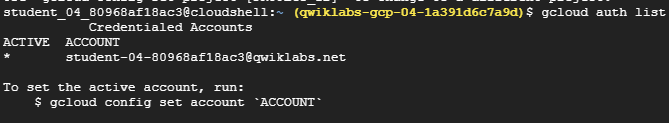 student_04_80968af18ac3@cloudshell:~ (qwiklabs-gcp-04-1a391d6c7a9d)$ gcloud auth list
Credentialed Accounts
ACTIVE  ACCOUNT
*       student-04-80968af18ac3@qwiklabs.net
To set the active account, run:
$ gcloud config set account `ACCOUNT`